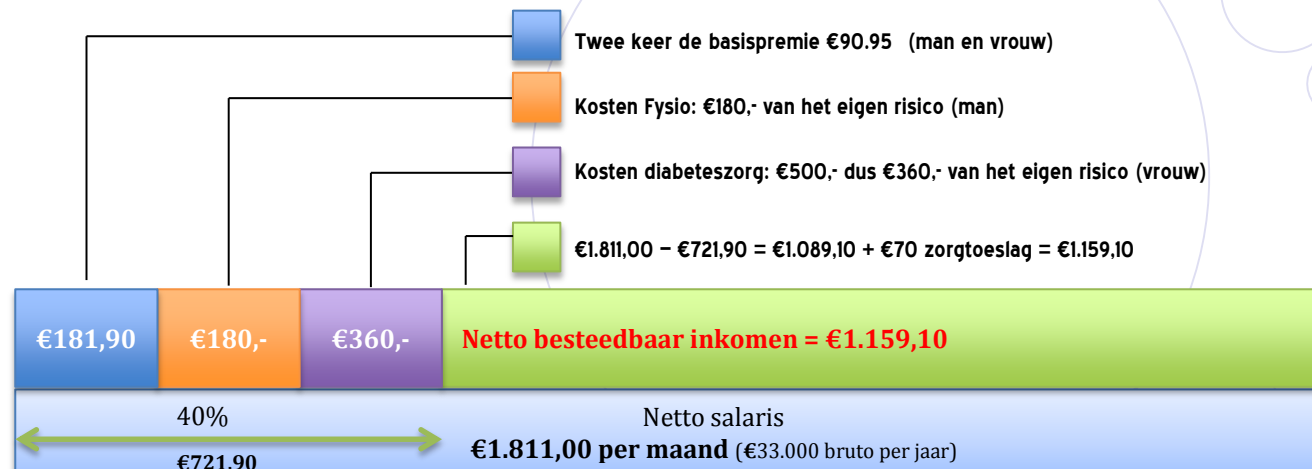 Twee keer de basispremie €90.95 (man en vrouw)
Kosten Fysio: €180,- van het eigen risico (man)
Kosten diabeteszorg: €500,- dus €360,- van het eigen risico (vrouw)
€1.811,00 – €721,90 = €1.089,10 + €70 zorgtoeslag = €1.159,10
€181,90 €180,- €360,- Netto besteedbaar inkomen = €1.159,10
40% Netto salaris
€1.811,00 per maand (€33.000 bruto per jaar)
€721,90